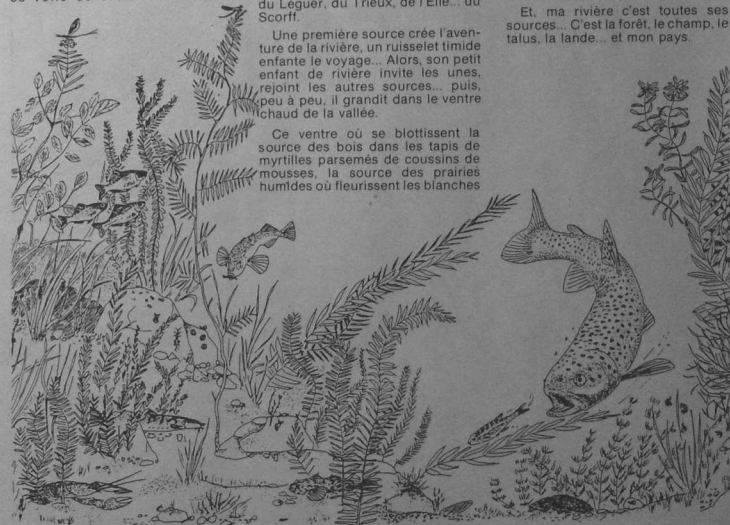 du Léguer, du Trieux, de l'Ellé... du
Scorff.
Une première source crée l'aven-
ture de la rivière, un ruisselet timide
enfante le voyage... Alors, son petit
enfant de rivière invite les unes,
rejoint les autres sources... puis,
peu à peu, il grandit dans le ventre
chaud de la vallée.
Ce ventre où se blottissent la
source des bois dans les tapis de
myrtilles parsemés de coussins de
mousses, la source des prairies
humides où fleurissent les blanches
Et, ma rivière c'est toutes ses
sources... C'est la forêt, le champ, le
talus, la lande... et mon pays.